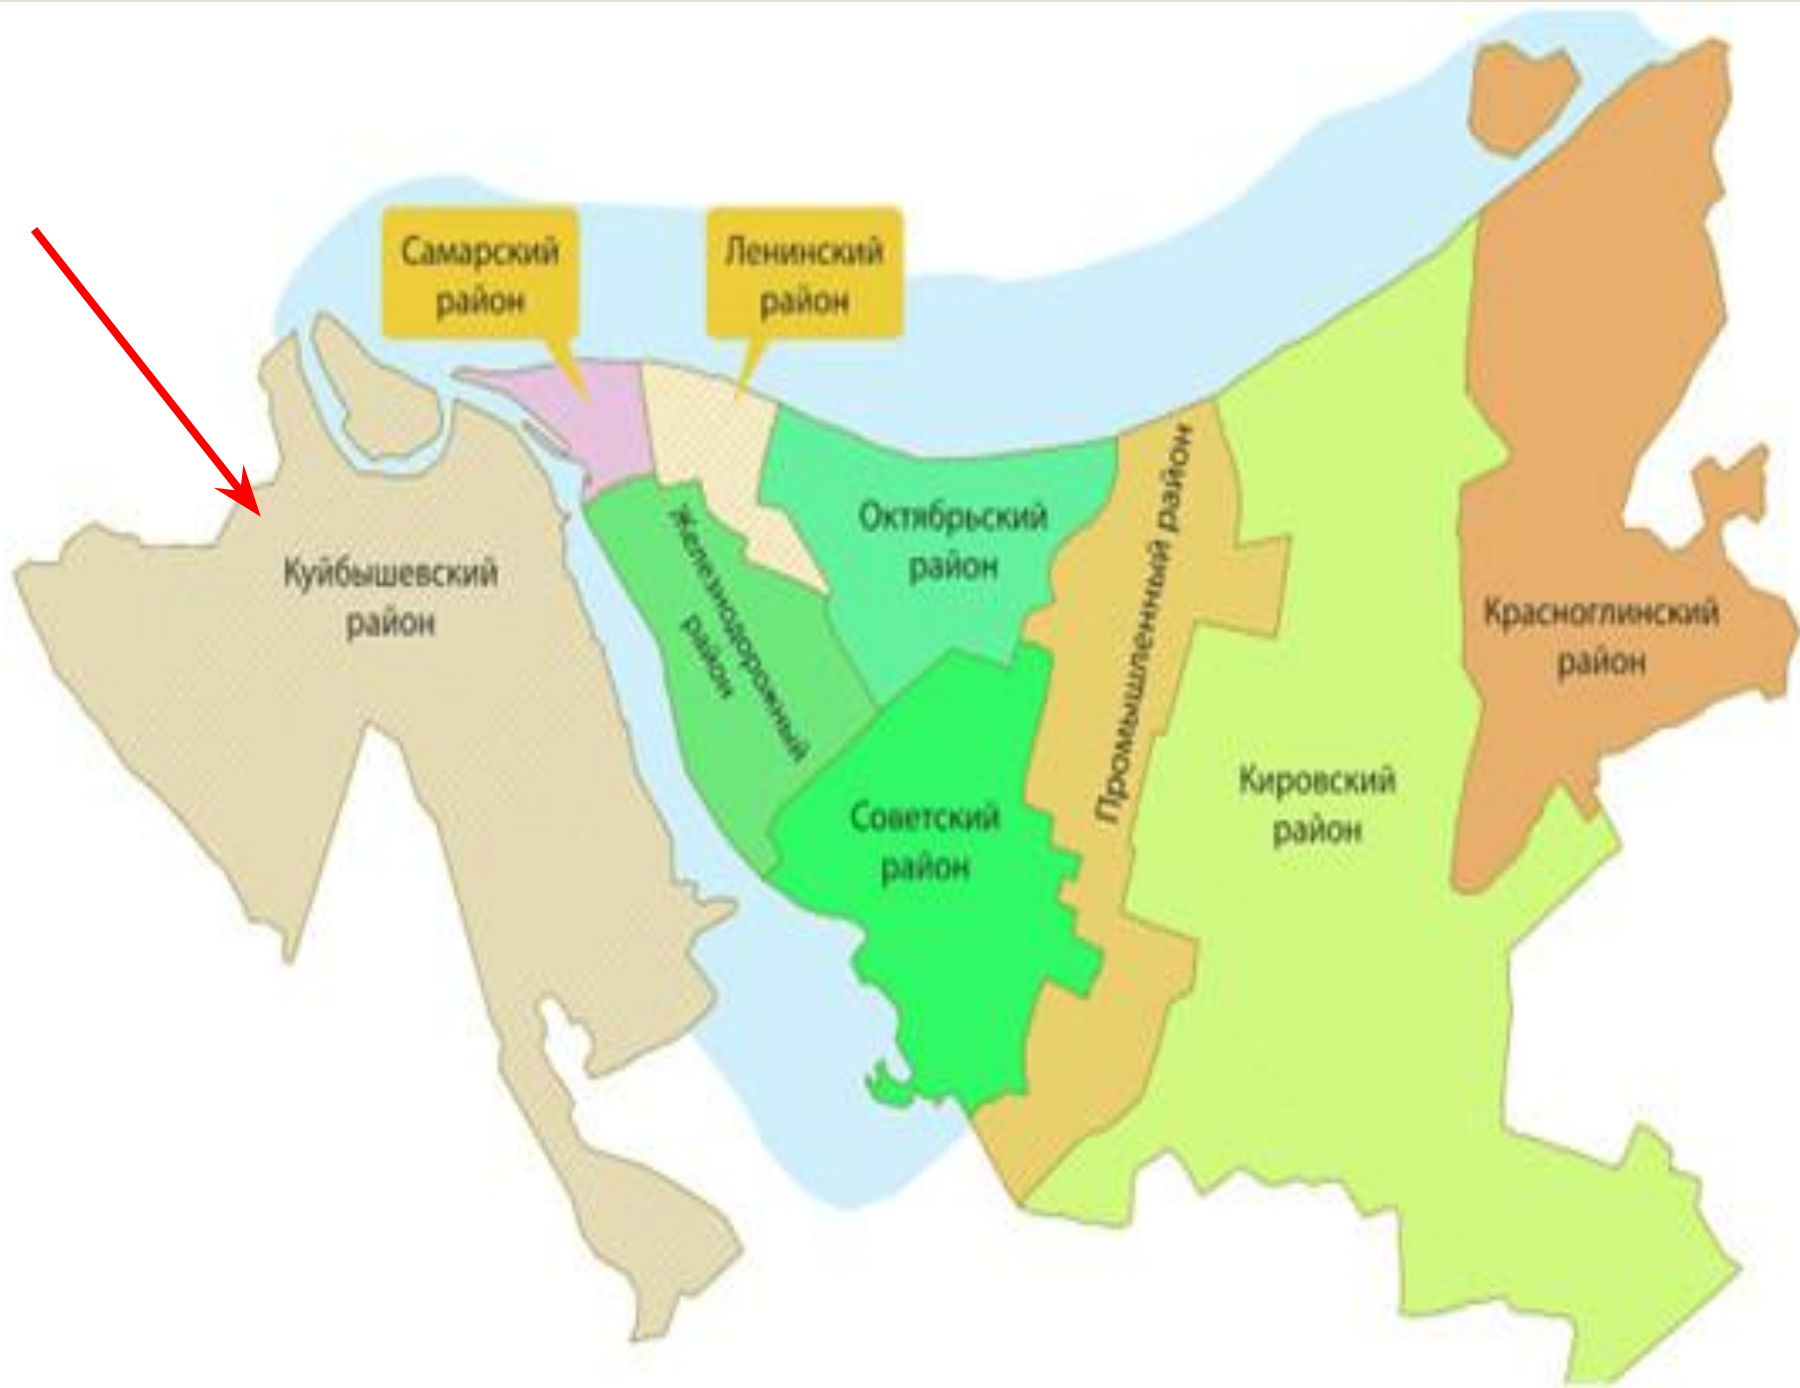 Самарский
район
Ленинский
район
Куйбышевский
район
Железнодорожный
район
Октябрьский
район
Промышленный район
Советский
район
Кировский
район
Красноглинский
район